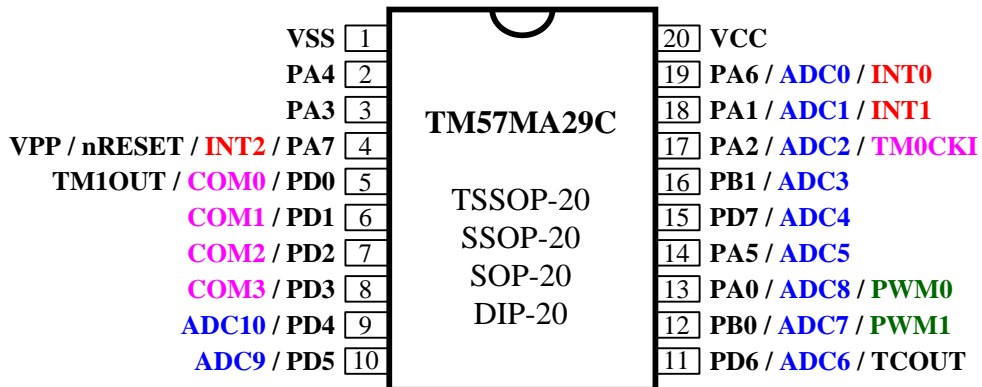 VSS 1 20 VCC
PA4 2 19 PA6 / ADC0 / INT0
PA3 3 18 PA1 / ADC1 / INT1
TM57MA29C
VPP / nRESET / INT2 / PA7 4 17 PA2 / ADC2 / TM0CKI
TM1OUT / COM0 / PD0 5 16 PB1 / ADC3
TSSOP-20
COM1 / PD1 6 15 PD7 / ADC4
SSOP-20
COM2 / PD2 7 14 PA5 / ADC5
SOP-20
COM3 / PD3 8 13 PA0 / ADC8 / PWM0
DIP-20
ADC10 / PD4 9 12 PB0 / ADC7 / PWM1
ADC9 / PD5 10 11 PD6 / ADC6 / TCOUT